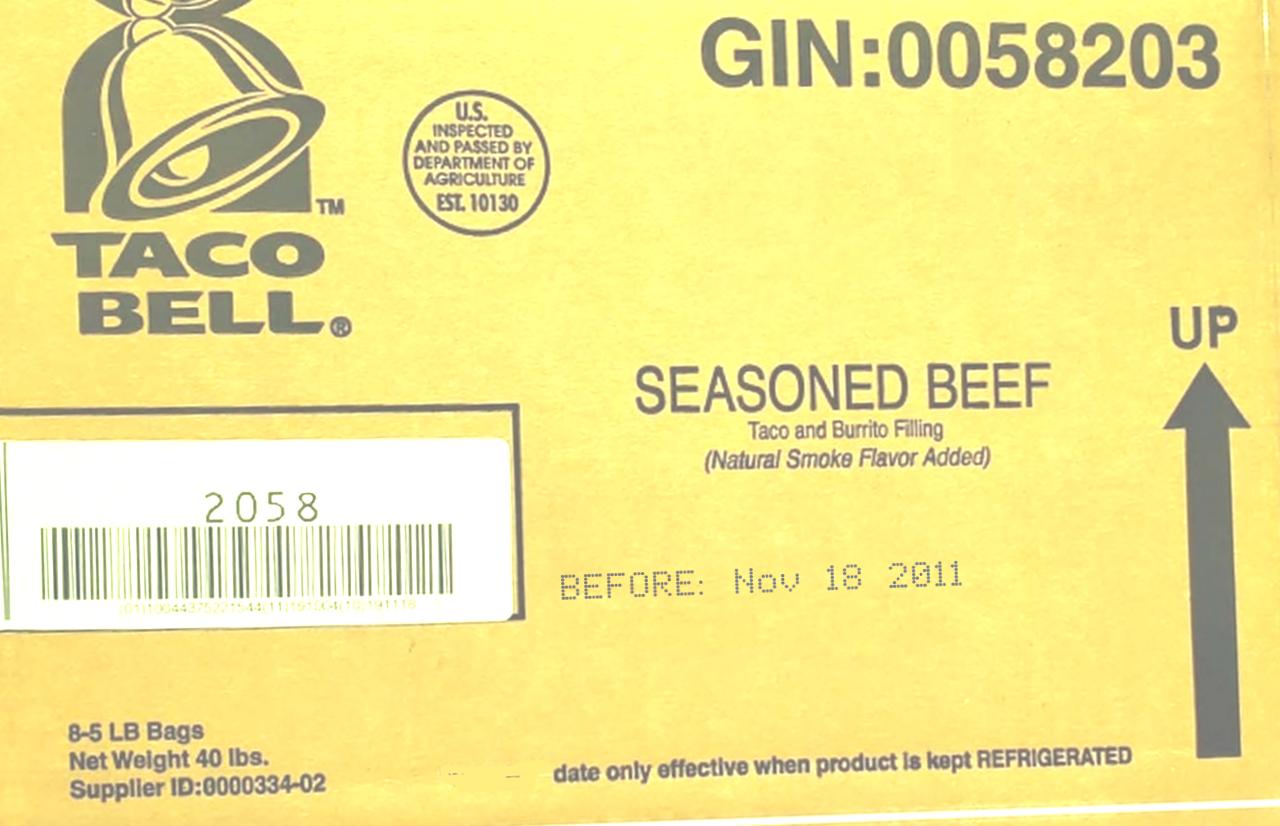 GIN:0058203
U.S.
INSPECTED
AND PASSED BY
DEPARTMENT OF
AGRICULTURE
EST. 10130
TM
TACO
BELL®
UP
SEASONED BEEF
Taco and Burrito Filling
(Natural Smoke Flavor Added)
2058
BEFORE: Nov 18 2011
8-5 LB Bags
Net Weight 40 lbs.
Supplier ID:0000334-02
date only effective when product is kept REFRIGERATED